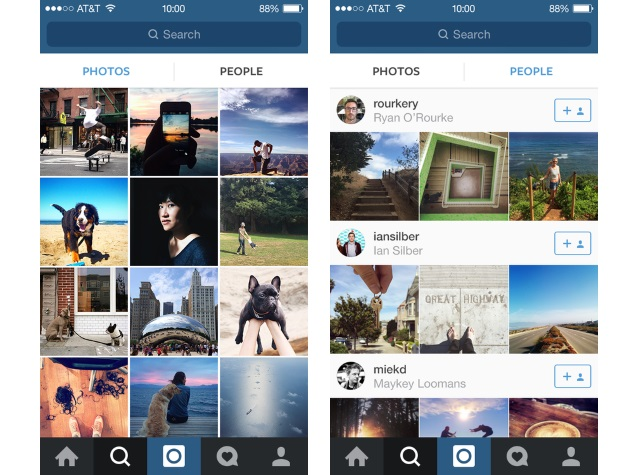 AT&T 10:00 88%
Search
PHOTOS PEOPLE
AT&T 10:00 88%
Search
PHOTOS PEOPLE
rourkery
Ryan O'Rourke
iansilber
Ian Silber
GREAT HIGHWAY
miekd
Maykey Loomans